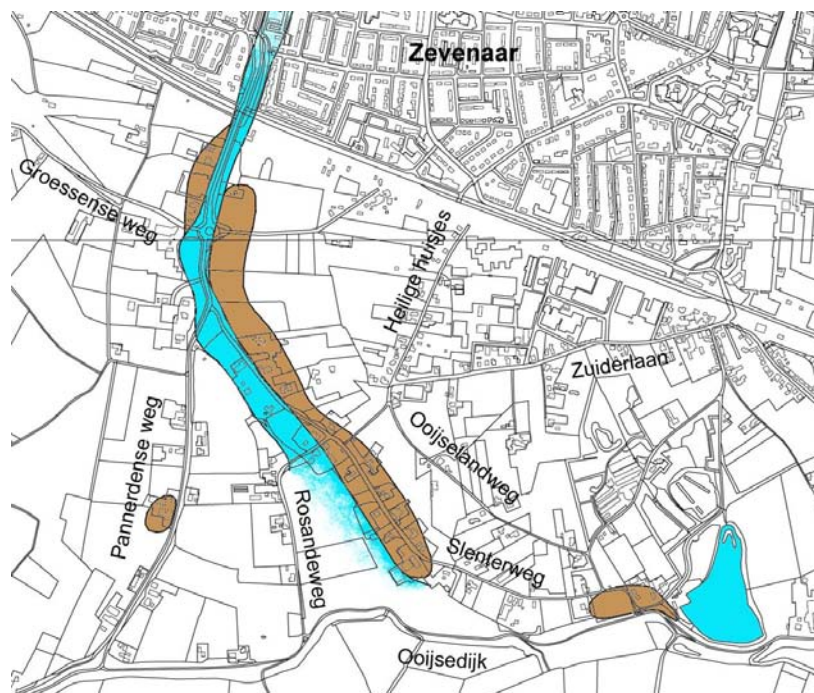 Zevenaar
Groessense weg
Heilige huisjes
Zuiderlaan
Pannerdense weg
Ooijselandweg
Rosandeweg
Slenterweg
Ooijsedijk